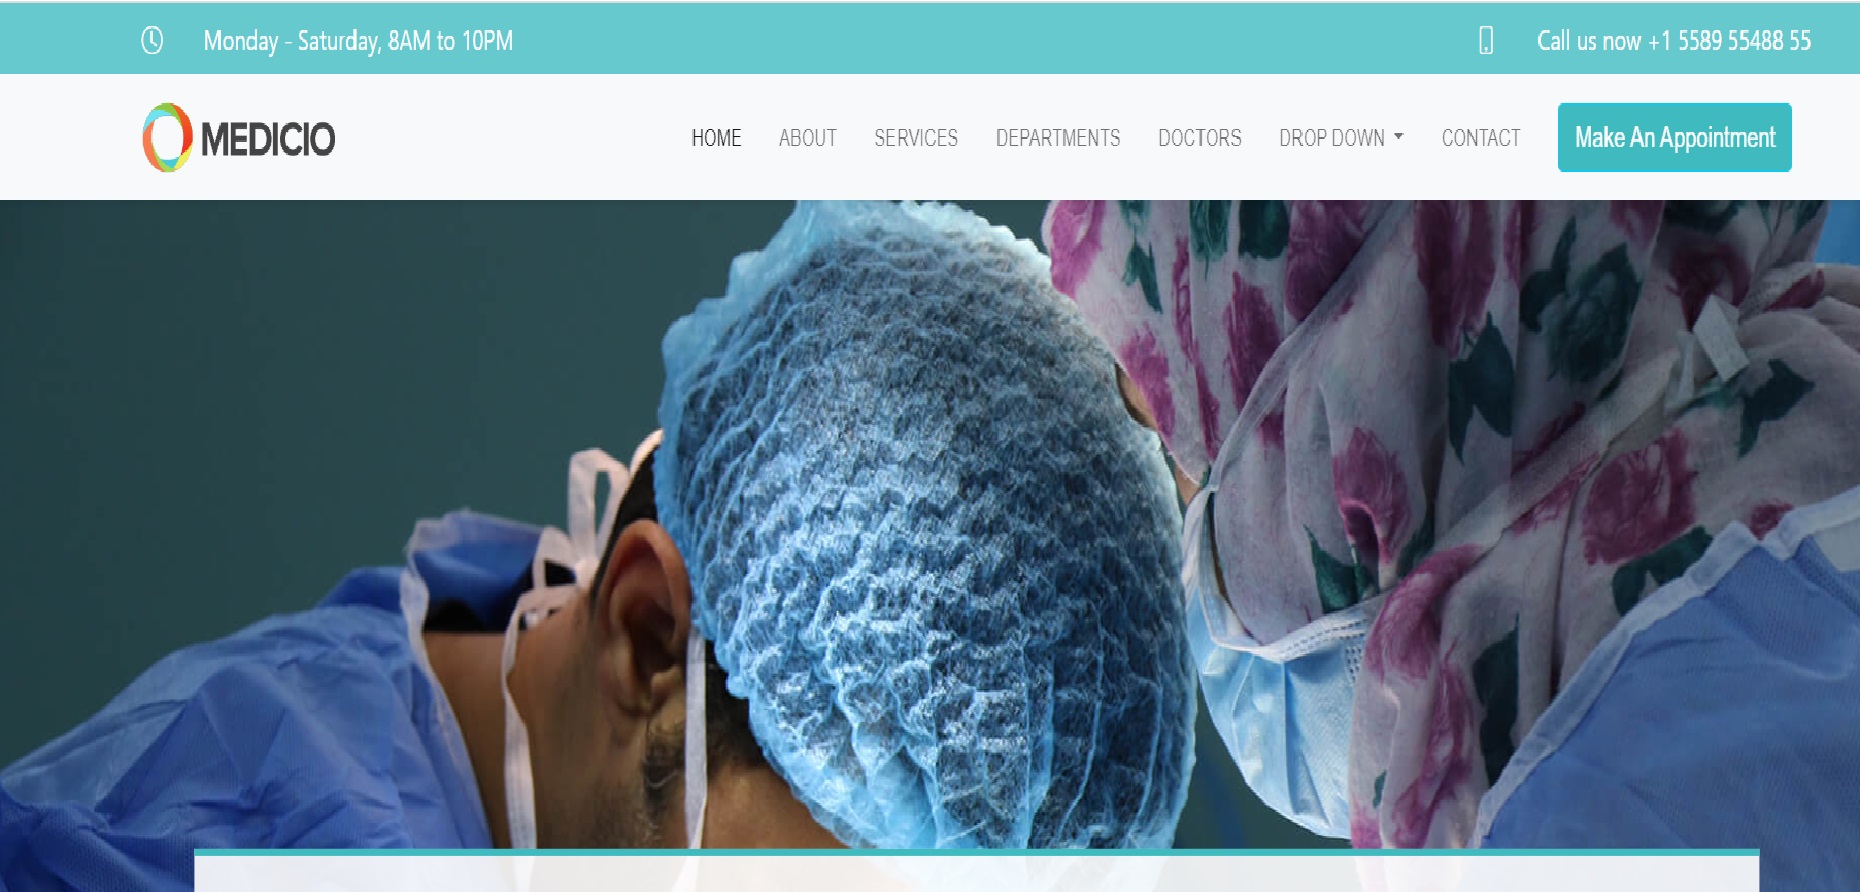 Monday - Saturday, 8AM to 10PM
Call us now +1 5589 55488 55
MEDICIO
HOME ABOUT SERVICES DEPARTMENTS DOCTORS DROP DOWN CONTACT Make An Appointment